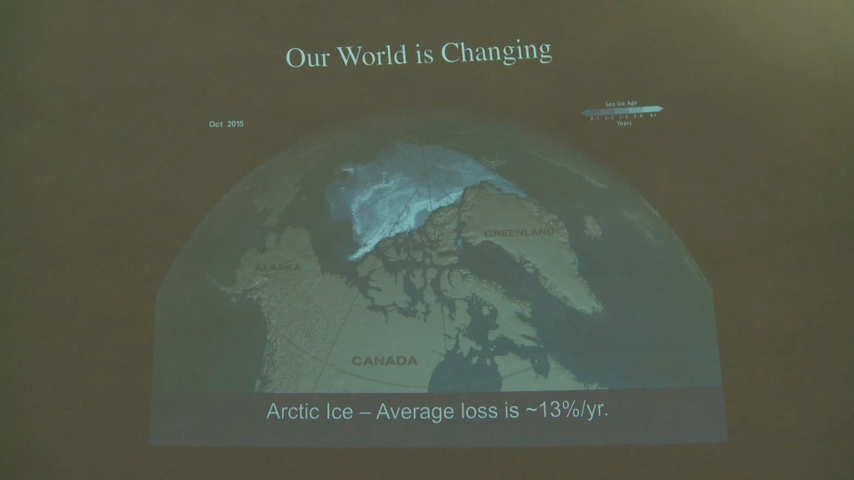 Our World is Changing
Oct 2015
Sea Ice Age
Years
ALASKA
GREENLAND
CANADA
Arctic Ice – Average loss is ~13%/yr.